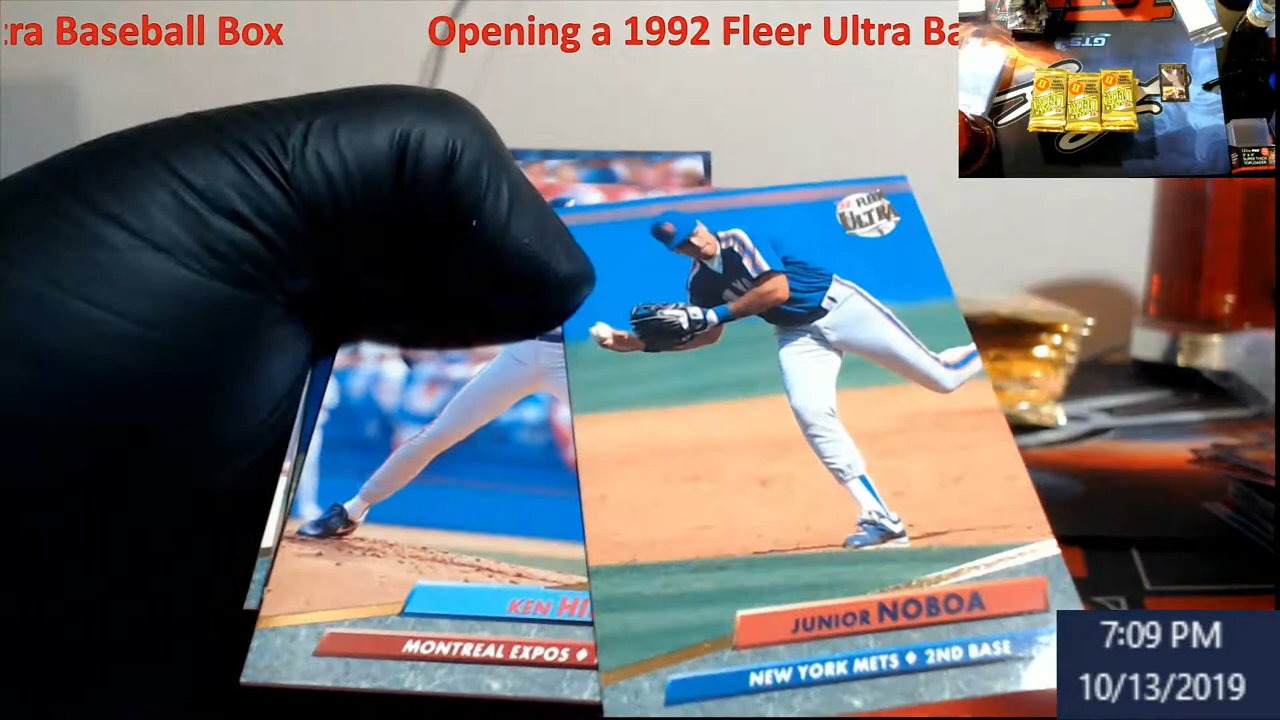 ra Baseball Box
Opening a 1992 Fleer Ultra Ba
ULTRA
KEN HI
MONTREAL EXPOS
JUNIOR NOBOA
NEW YORK METS ♦ 2ND BASE
7:09 PM
10/13/2019